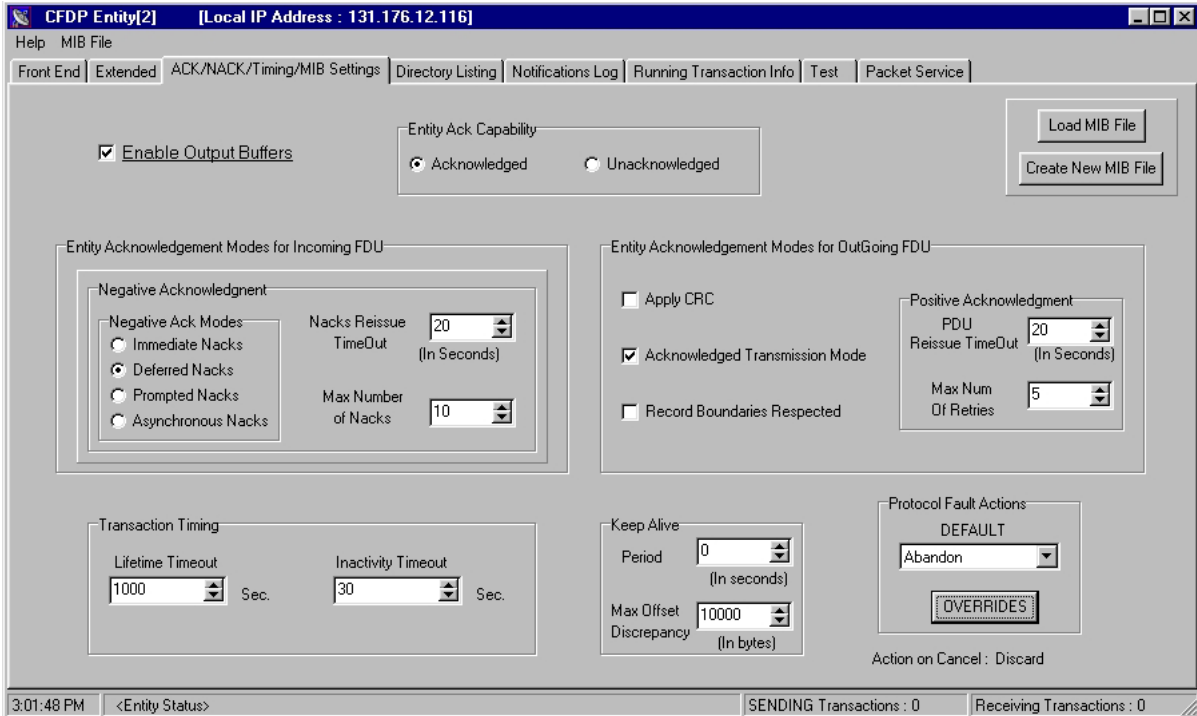 CFDP Entity[2] [Local IP Address : 131.176.12.116]
Help MIB File
Front End Extended ACK/NACK/Timing/MIB Settings Directory Listing Notifications Log Running Transaction Info Test Packet Service
Enable Output Buffers
Entity Ack Capability
Acknowledged Unacknowledged
Load MIB File
Create New MIB File
Entity Acknowledgement Modes for Incoming FDU
Negative Acknowledgnent
Negative Ack Modes
Immediate Nacks
Deferred Nacks
Prompted Nacks
Asynchronous Nacks
Nacks Reissue
TimeOut
20
(In Seconds)
Max Number
of Nacks
10
Entity Acknowledgement Modes for OutGoing FDU
Apply CRC
Acknowledged Transmission Mode
Record Boundaries Respected
Positive Acknowledgment
PDU
Reissue TimeOut
20
(In Seconds)
Max Num
Of Retries
5
Transaction Timing
Lifetime Timeout
1000 Sec.
Inactivity Timeout
30 Sec.
Keep Alive
Period 0
(In seconds)
Max Offset
Discrepancy
10000
(In bytes)
Protocol Fault Actions
DEFAULT
Abandon
OVERRIDES
Action on Cancel : Discard
3:01:48 PM <Entity Status> SENDING Transactions : 0 Receiving Transactions : 0